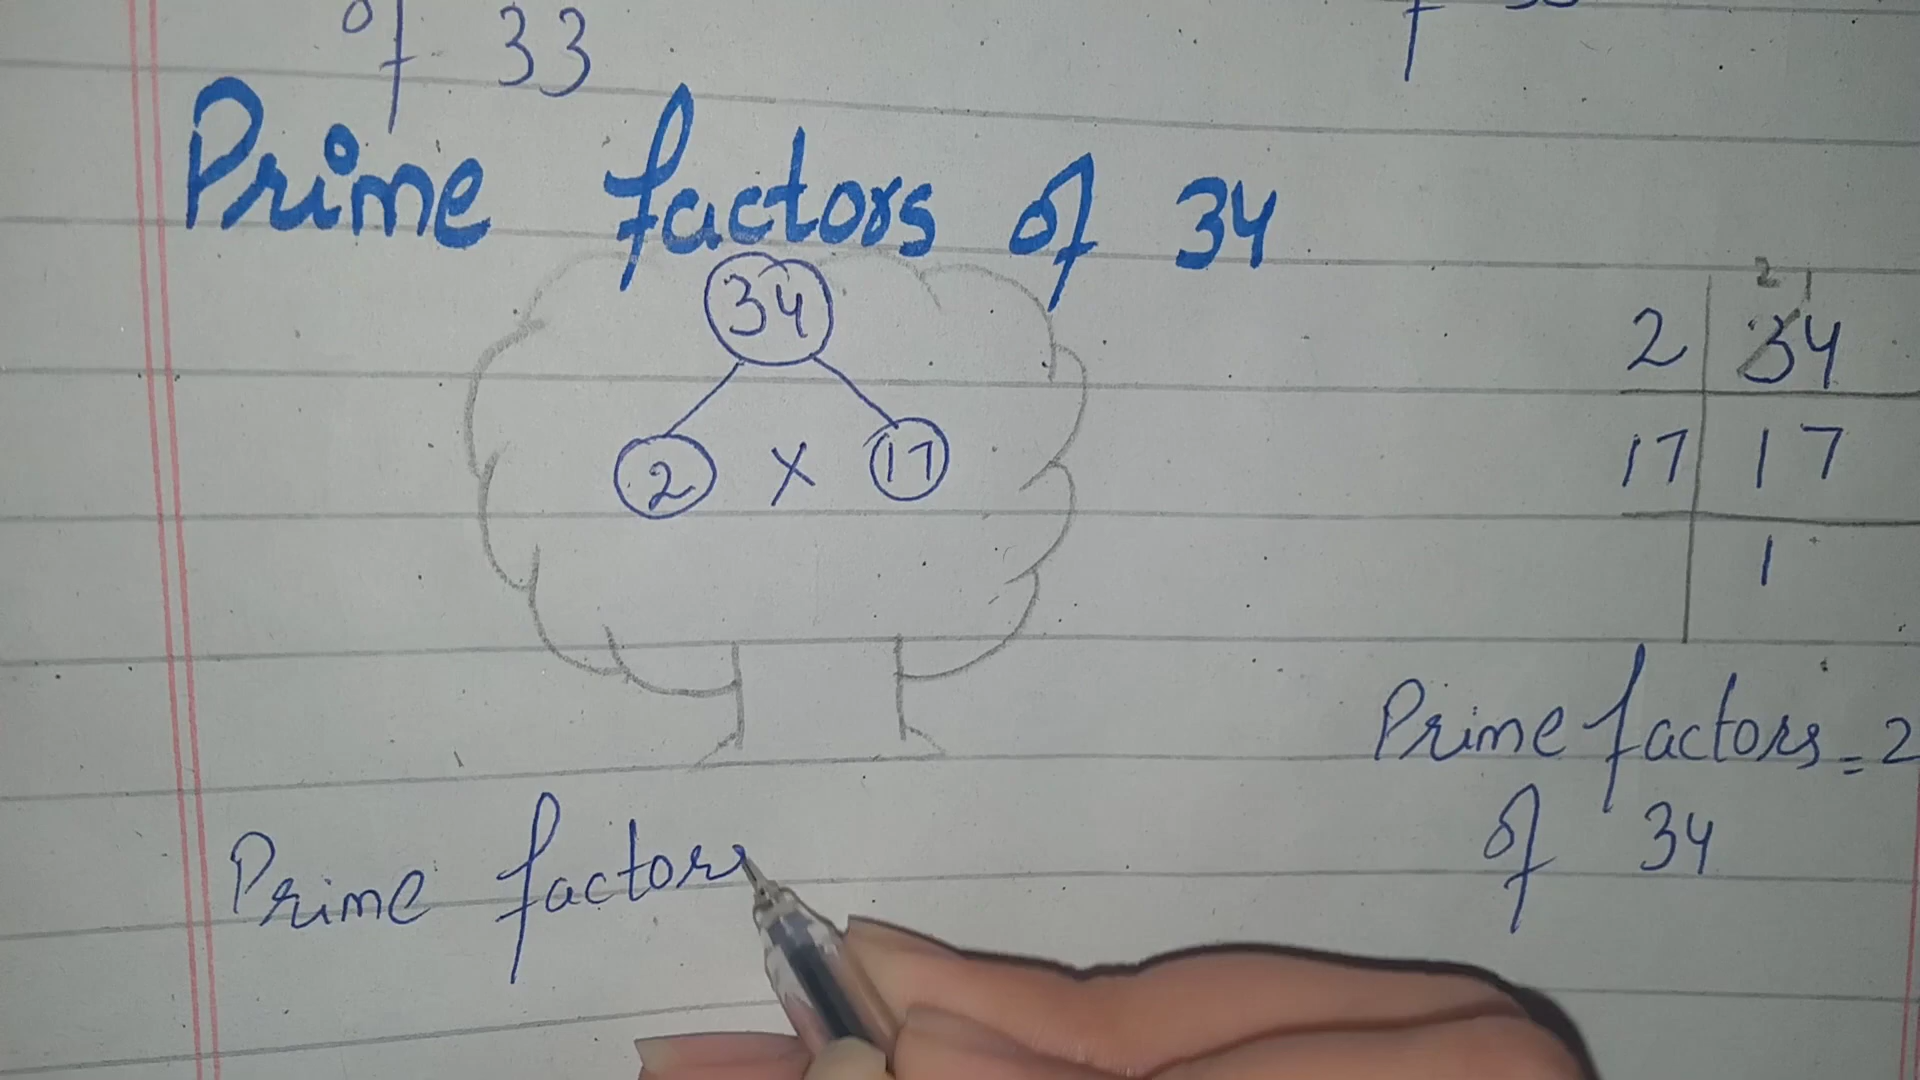 of 33
Prime factors of 34
34
2 x 17
2 34
17 17
1
Prime factors = 2
of 34
Prime factors